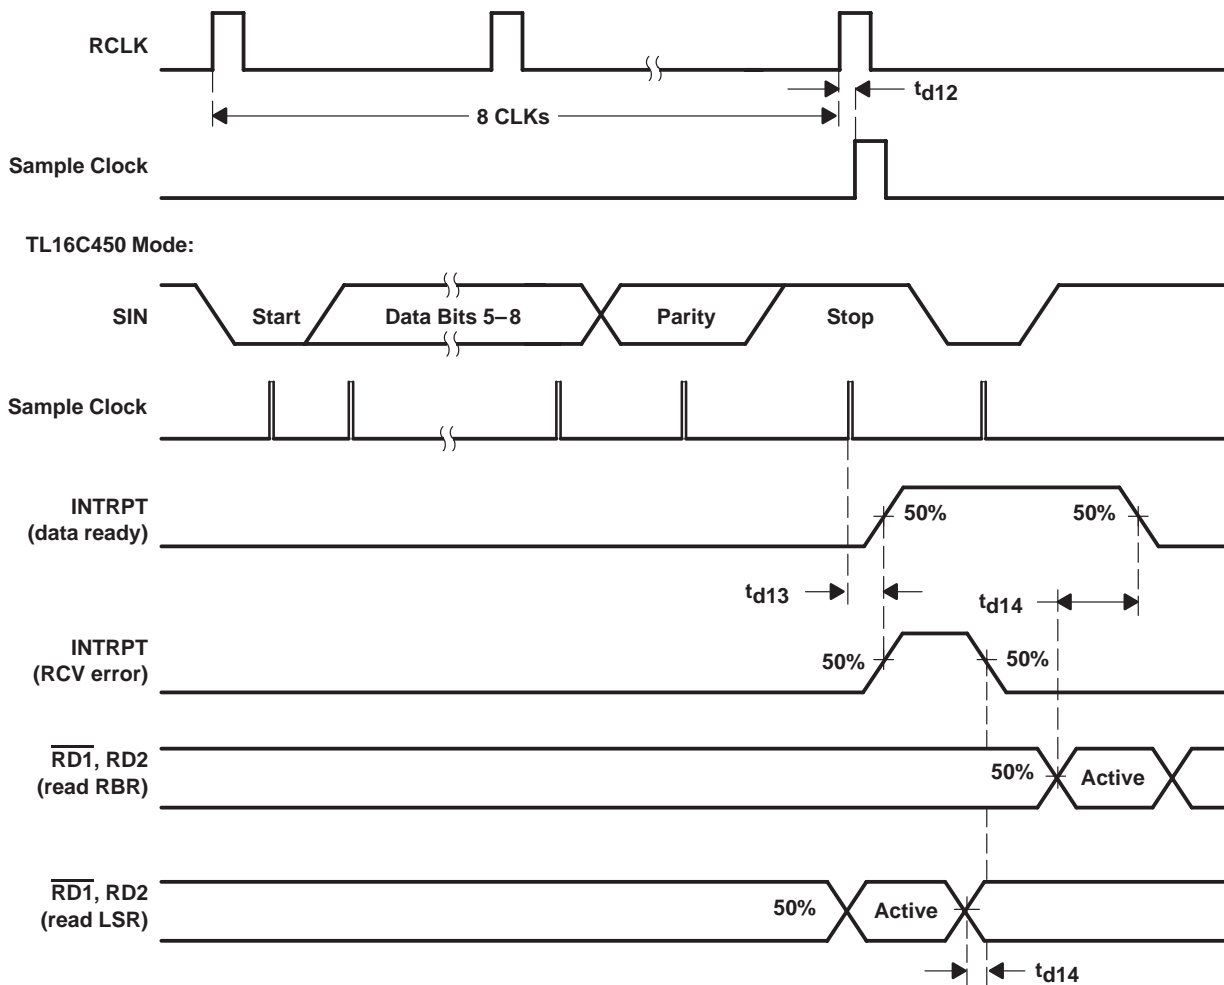 RCLK
td12
8 CLKs
Sample Clock
TL16C450 Mode:
SIN
Start
Data Bits 5–8
Parity
Stop
Sample Clock
INTRPT
(data ready)
50%
50%
td13
td14
INTRPT
(RCV error)
50%
50%
RD1, RD2
(read RBR)
50%
Active
RD1, RD2
(read LSR)
50%
Active
td14